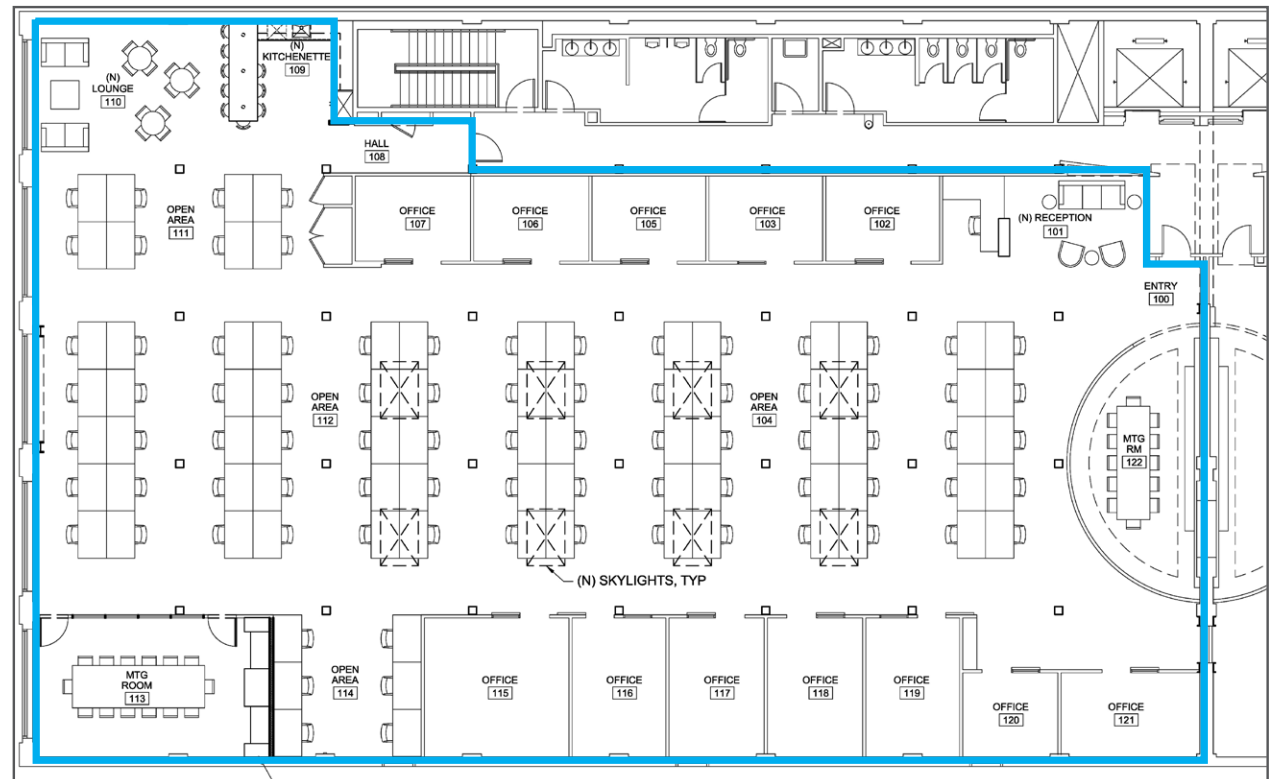 (N)
KITCHENETTE
109
(N)
LOUNGE
110
HALL
108
OPEN
AREA
111
OFFICE
107
OFFICE
106
OFFICE
105
OFFICE
103
OFFICE
102
(N) RECEPTION
101
ENTRY
100
OPEN
AREA
112
OPEN
AREA
104
MTG
RM
122
(N) SKYLIGHTS, TYP
MTG
ROOM
113
OPEN
AREA
114
OFFICE
115
OFFICE
116
OFFICE
117
OFFICE
118
OFFICE
119
OFFICE
120
OFFICE
121